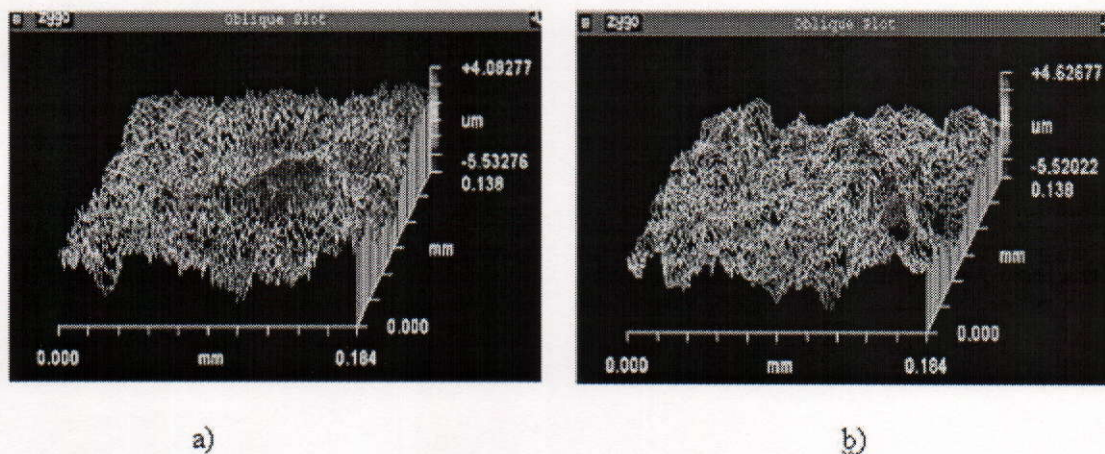 zygo Oblique Plot
+4.08277
um
-5.53276
0.138
mm
0.000
0.000 mm 0.184
a)
zygo Oblique Plot
+4.62677
um
-5.52022
0.138
mm
0.000
0.000 mm 0.184
b)